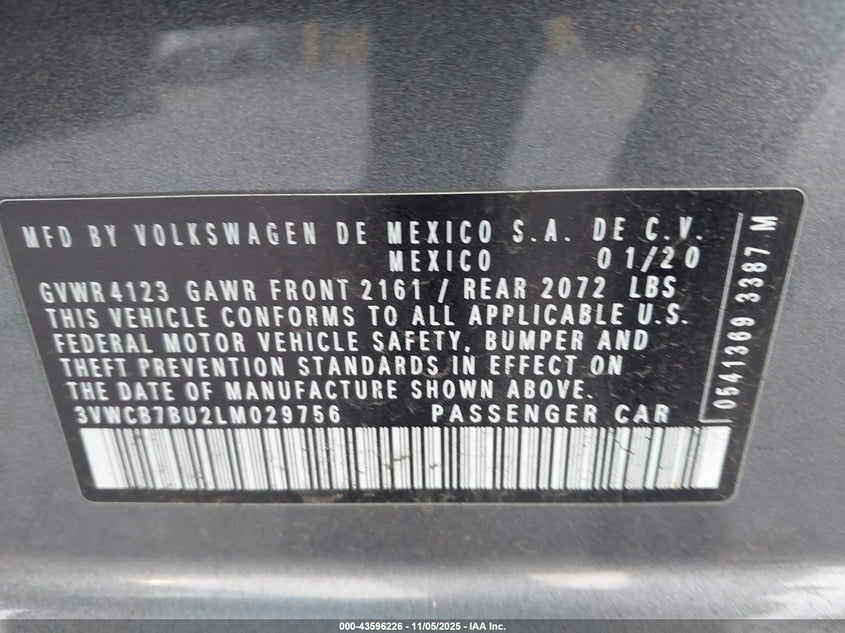 MFD BY VOLKSWAGEN DE MEXICO S.A. DE C.V.
MEXICO 01/20
GVWR 4123 GAWR FRONT 2161 / REAR 2072 LBS
THIS VEHICLE CONFORMS TO ALL APPLICABLE U.S.
FEDERAL MOTOR VEHICLE SAFETY, BUMPER AND
THEFT PREVENTION STANDARDS IN EFFECT ON
THE DATE OF MANUFACTURE SHOWN ABOVE.
3VWCB7BU2LM029756 PASSENGER CAR
0541369 3387 M
000-43596226 - 11/05/2025 - IAA Inc.